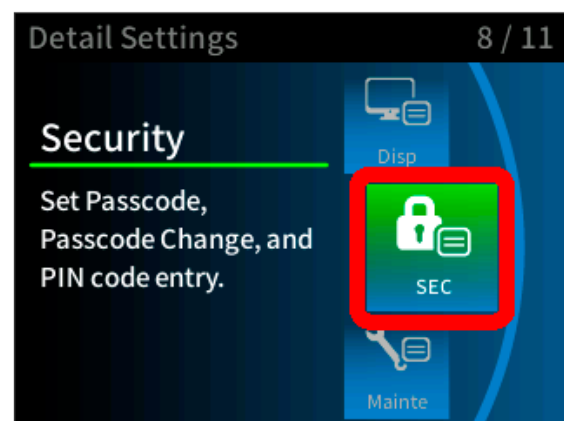 Detail Settings 8 / 11
Disp
Security
Set Passcode,
Passcode Change, and
PIN code entry.
SEC
Mainte